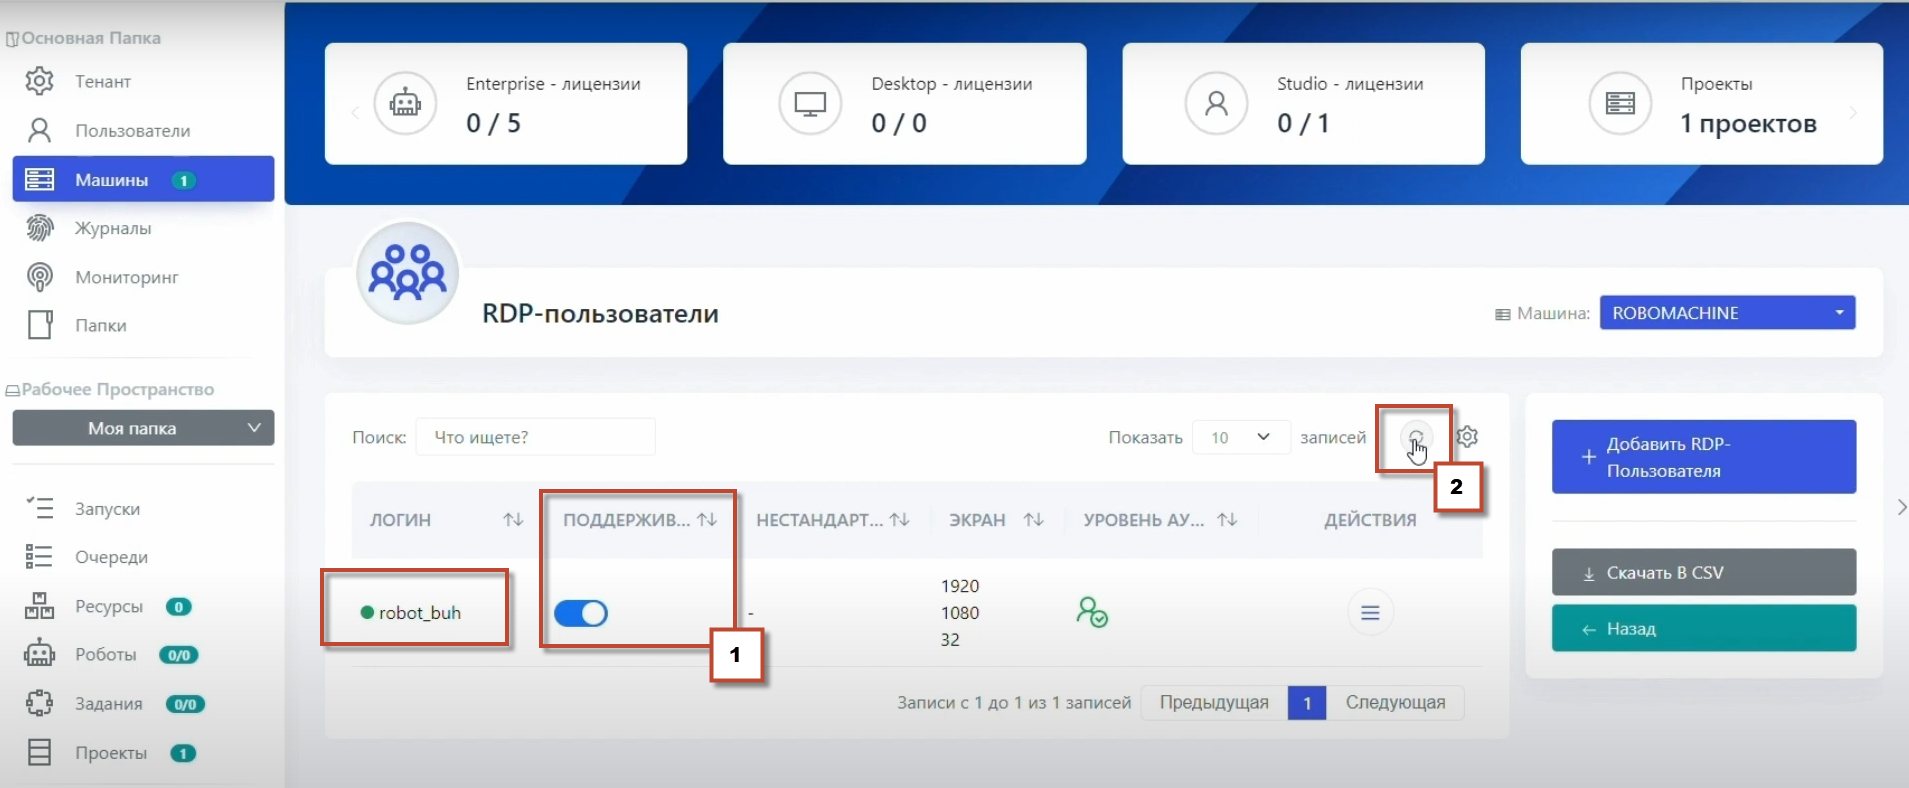 Основная Папка
Тенант
Пользователи
Машины 1
Журналы
Мониторинг
Папки
Рабочее Пространство
Моя папка
Запуски
Очереди
Ресурсы 0
Роботы 0/0
Задания 0/0
Проекты 1
Enterprise - лицензии
0 / 5
Desktop - лицензии
0 / 0
Studio - лицензии
0 / 1
Проекты
1 проектов
RDP-пользователи
Машина: ROBOMACHINE
Поиск: Что ищете?
Показать 10 записей
2
ЛОГИН ПОДДЕРЖИВ... НЕСТАНДАРТ... ЭКРАН УРОВЕНЬ АУ... ДЕЙСТВИЯ
robot_buh - 1920
1080
32
1
Записи с 1 до 1 из 1 записей Предыдущая 1 Следующая
+ Добавить RDP-
Пользователя
Скачать В CSV
← Назад